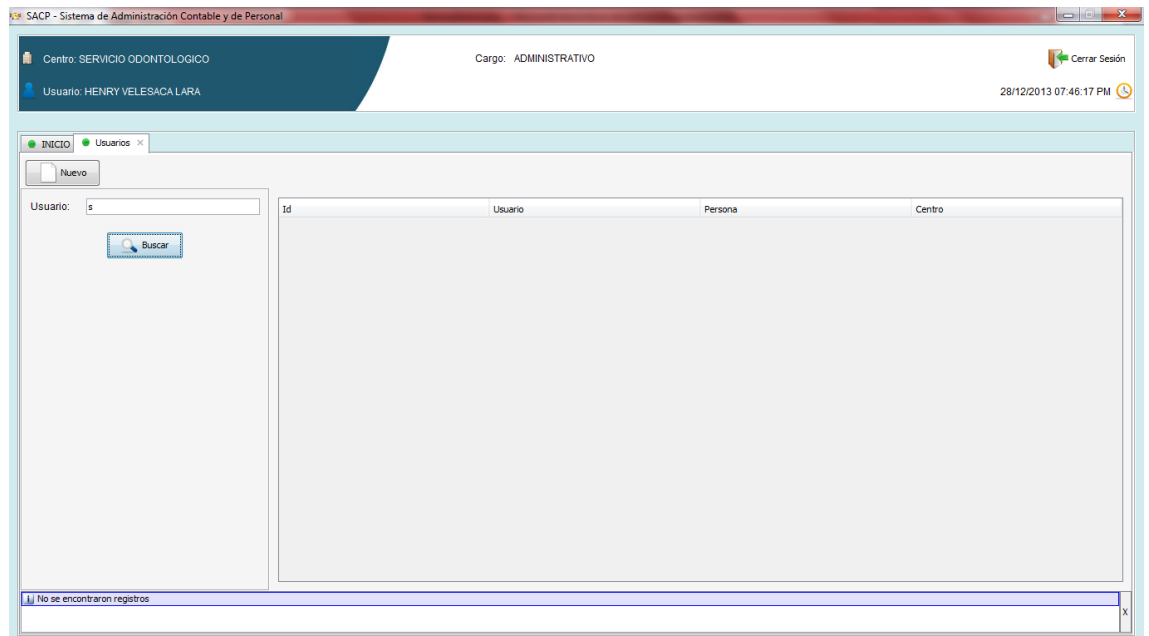 SACP - Sistema de Administración Contable y de Personal
Centro: SERVICIO ODONTOLOGICO
Cargo: ADMINISTRATIVO
Cerrar Sesión
Usuario: HENRY VELESACA LARA
28/12/2013 07:46:17 PM
INICIO
Usuarios
Nuevo
Usuario: s
Buscar
Id Usuario Persona Centro
No se encontraron registros
X